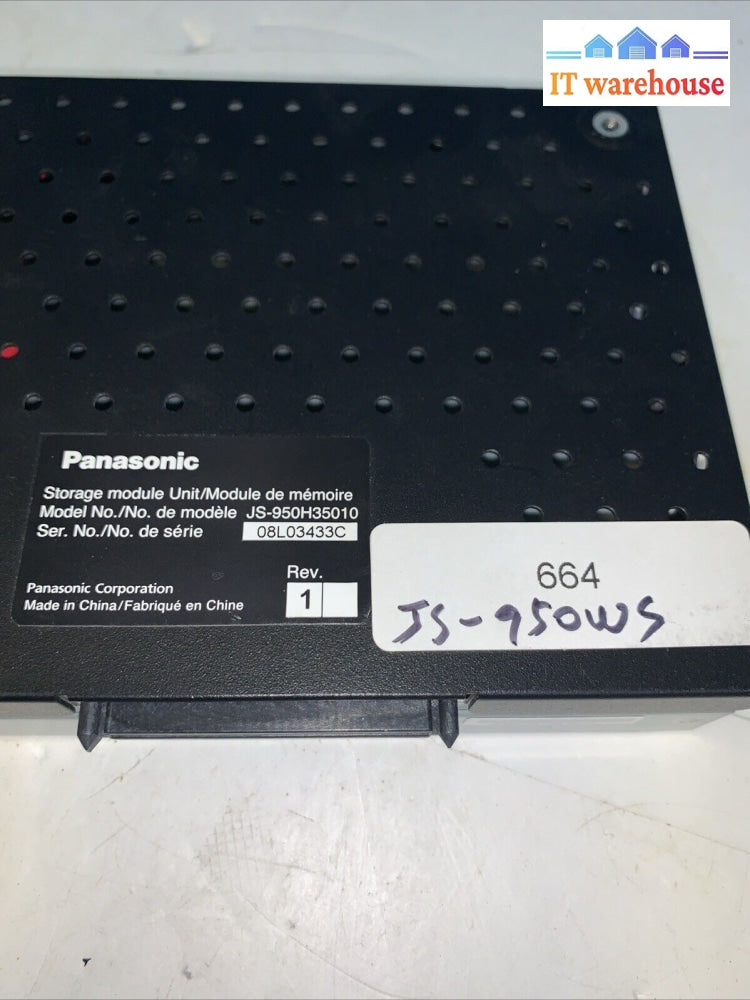 IT warehouse
Panasonic
Storage module Unit/Module de mémoire
Model No./No. de modèle JS-950H35010
Ser. No./No. de série 08L03433C
Rev.
1
Panasonic Corporation
Made in China/Fabriqué en Chine
664
JS-950WS